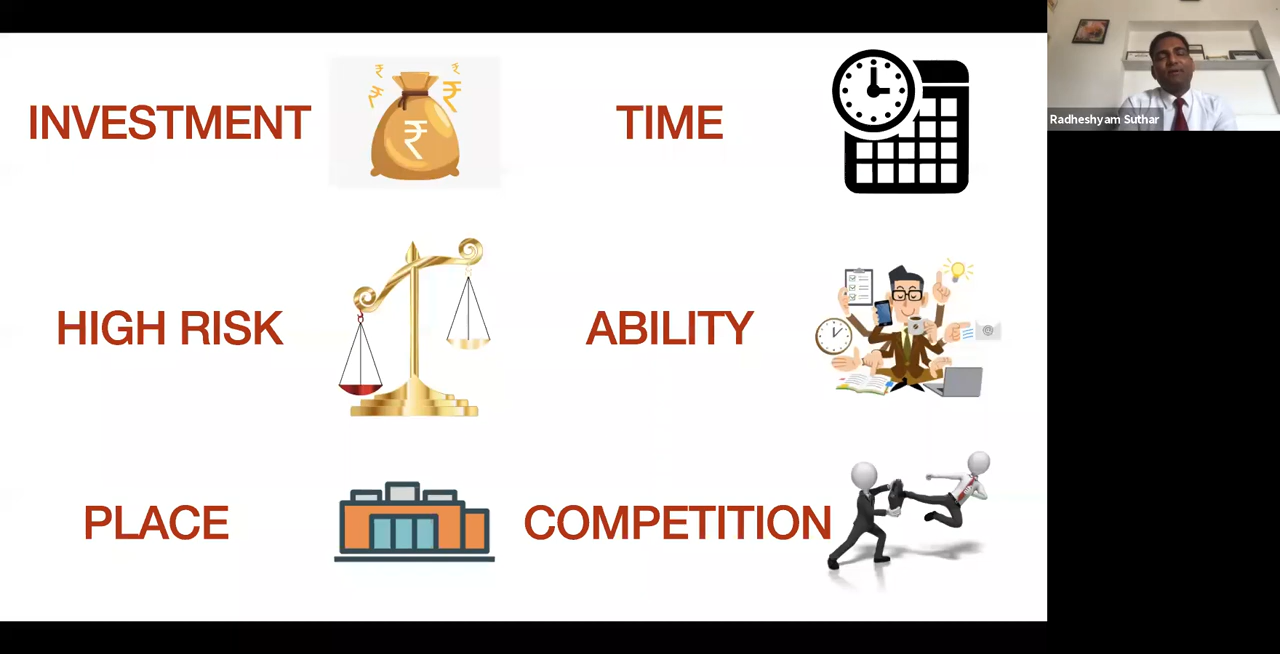 INVESTMENT
TIME
HIGH RISK
ABILITY
PLACE
COMPETITION
Radheshyam Suthar